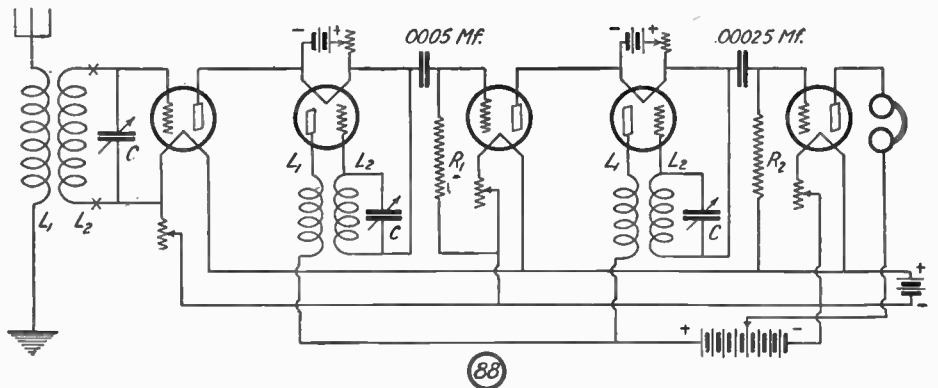 - +
.0005 Mf.
- +
.00025 Mf.
L₁ L₂ C
L₁ L₂ C
R₁
L₁ L₂ C
R₂
+
-
+ -
88